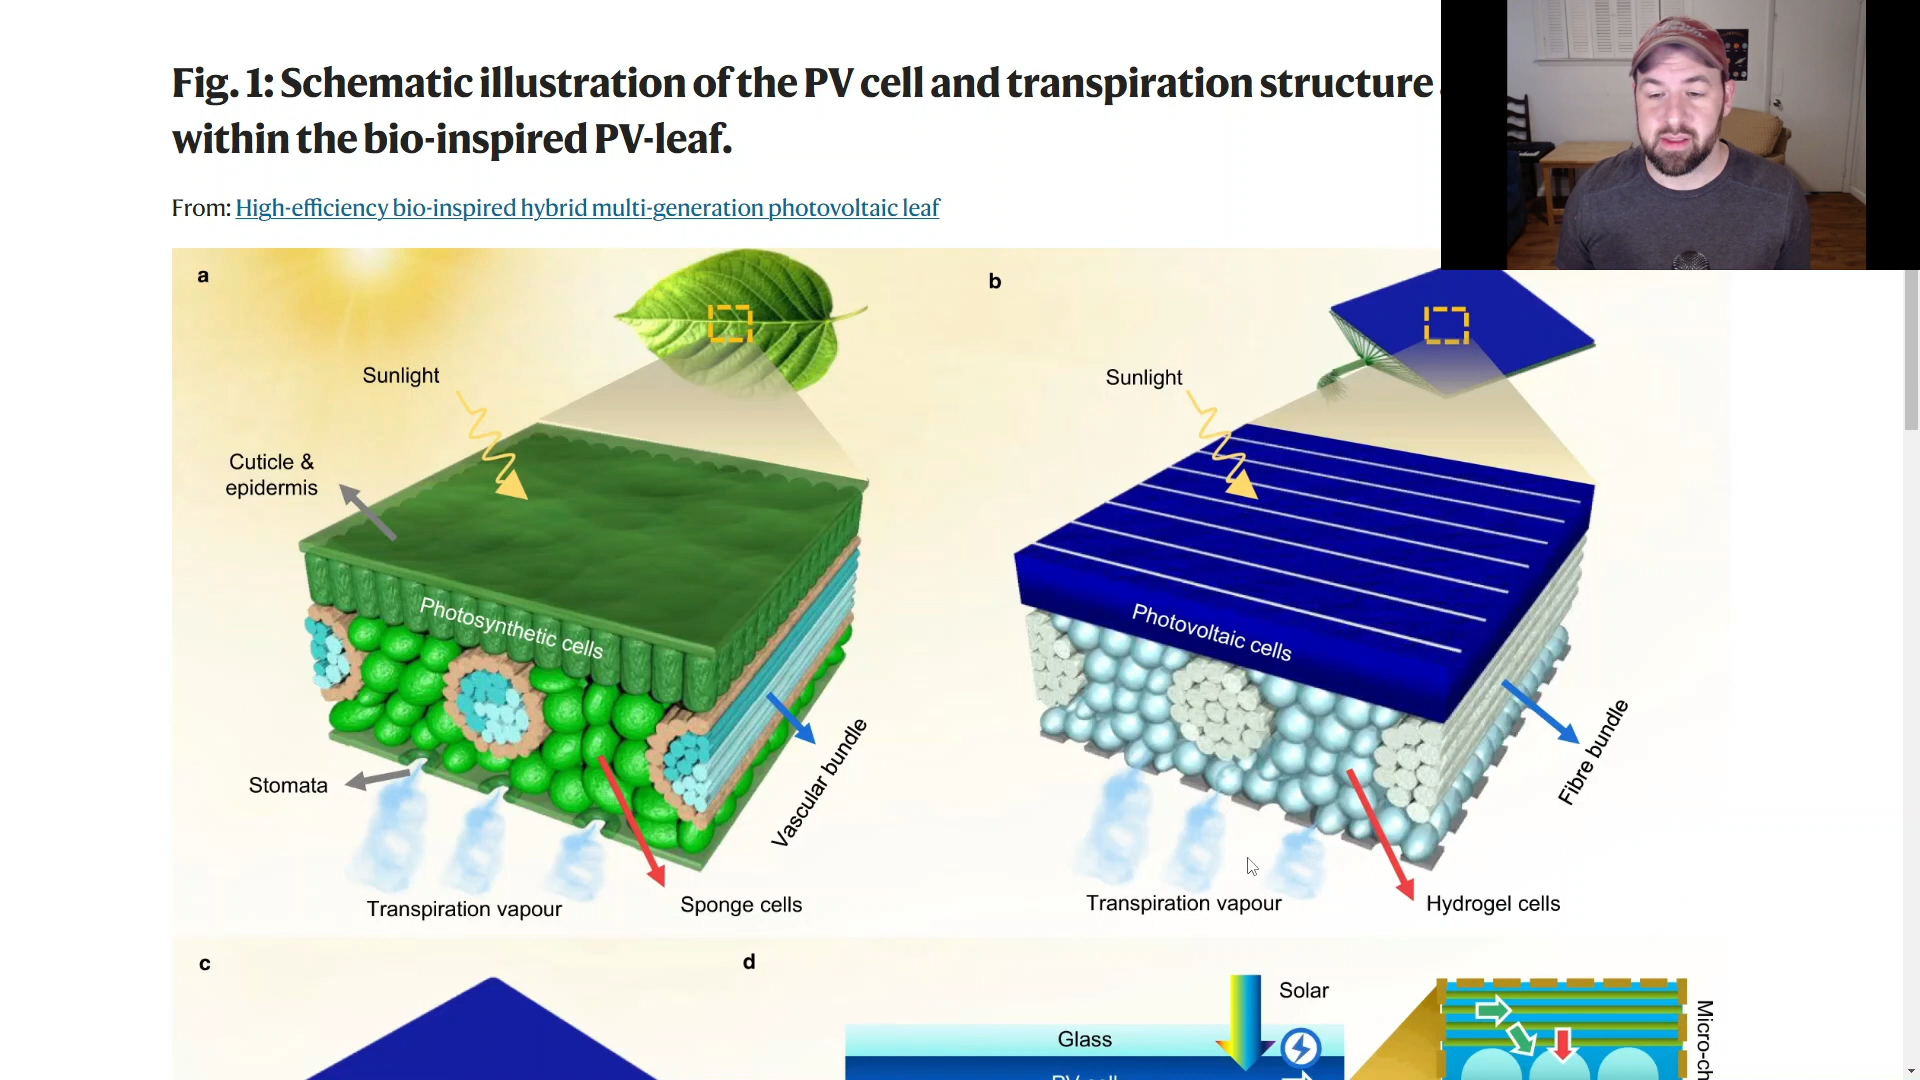 Fig. 1: Schematic illustration of the PV cell and transpiration structure
within the bio-inspired PV-leaf.
From: High-efficiency bio-inspired hybrid multi-generation photovoltaic leaf
a
Sunlight
Cuticle &
epidermis
Photosynthetic cells
Stomata
Vascular bundle
Transpiration vapour
Sponge cells
b
Sunlight
Photovoltaic cells
Fibre bundle
Transpiration vapour
Hydrogel cells
c
d
Solar
Glass